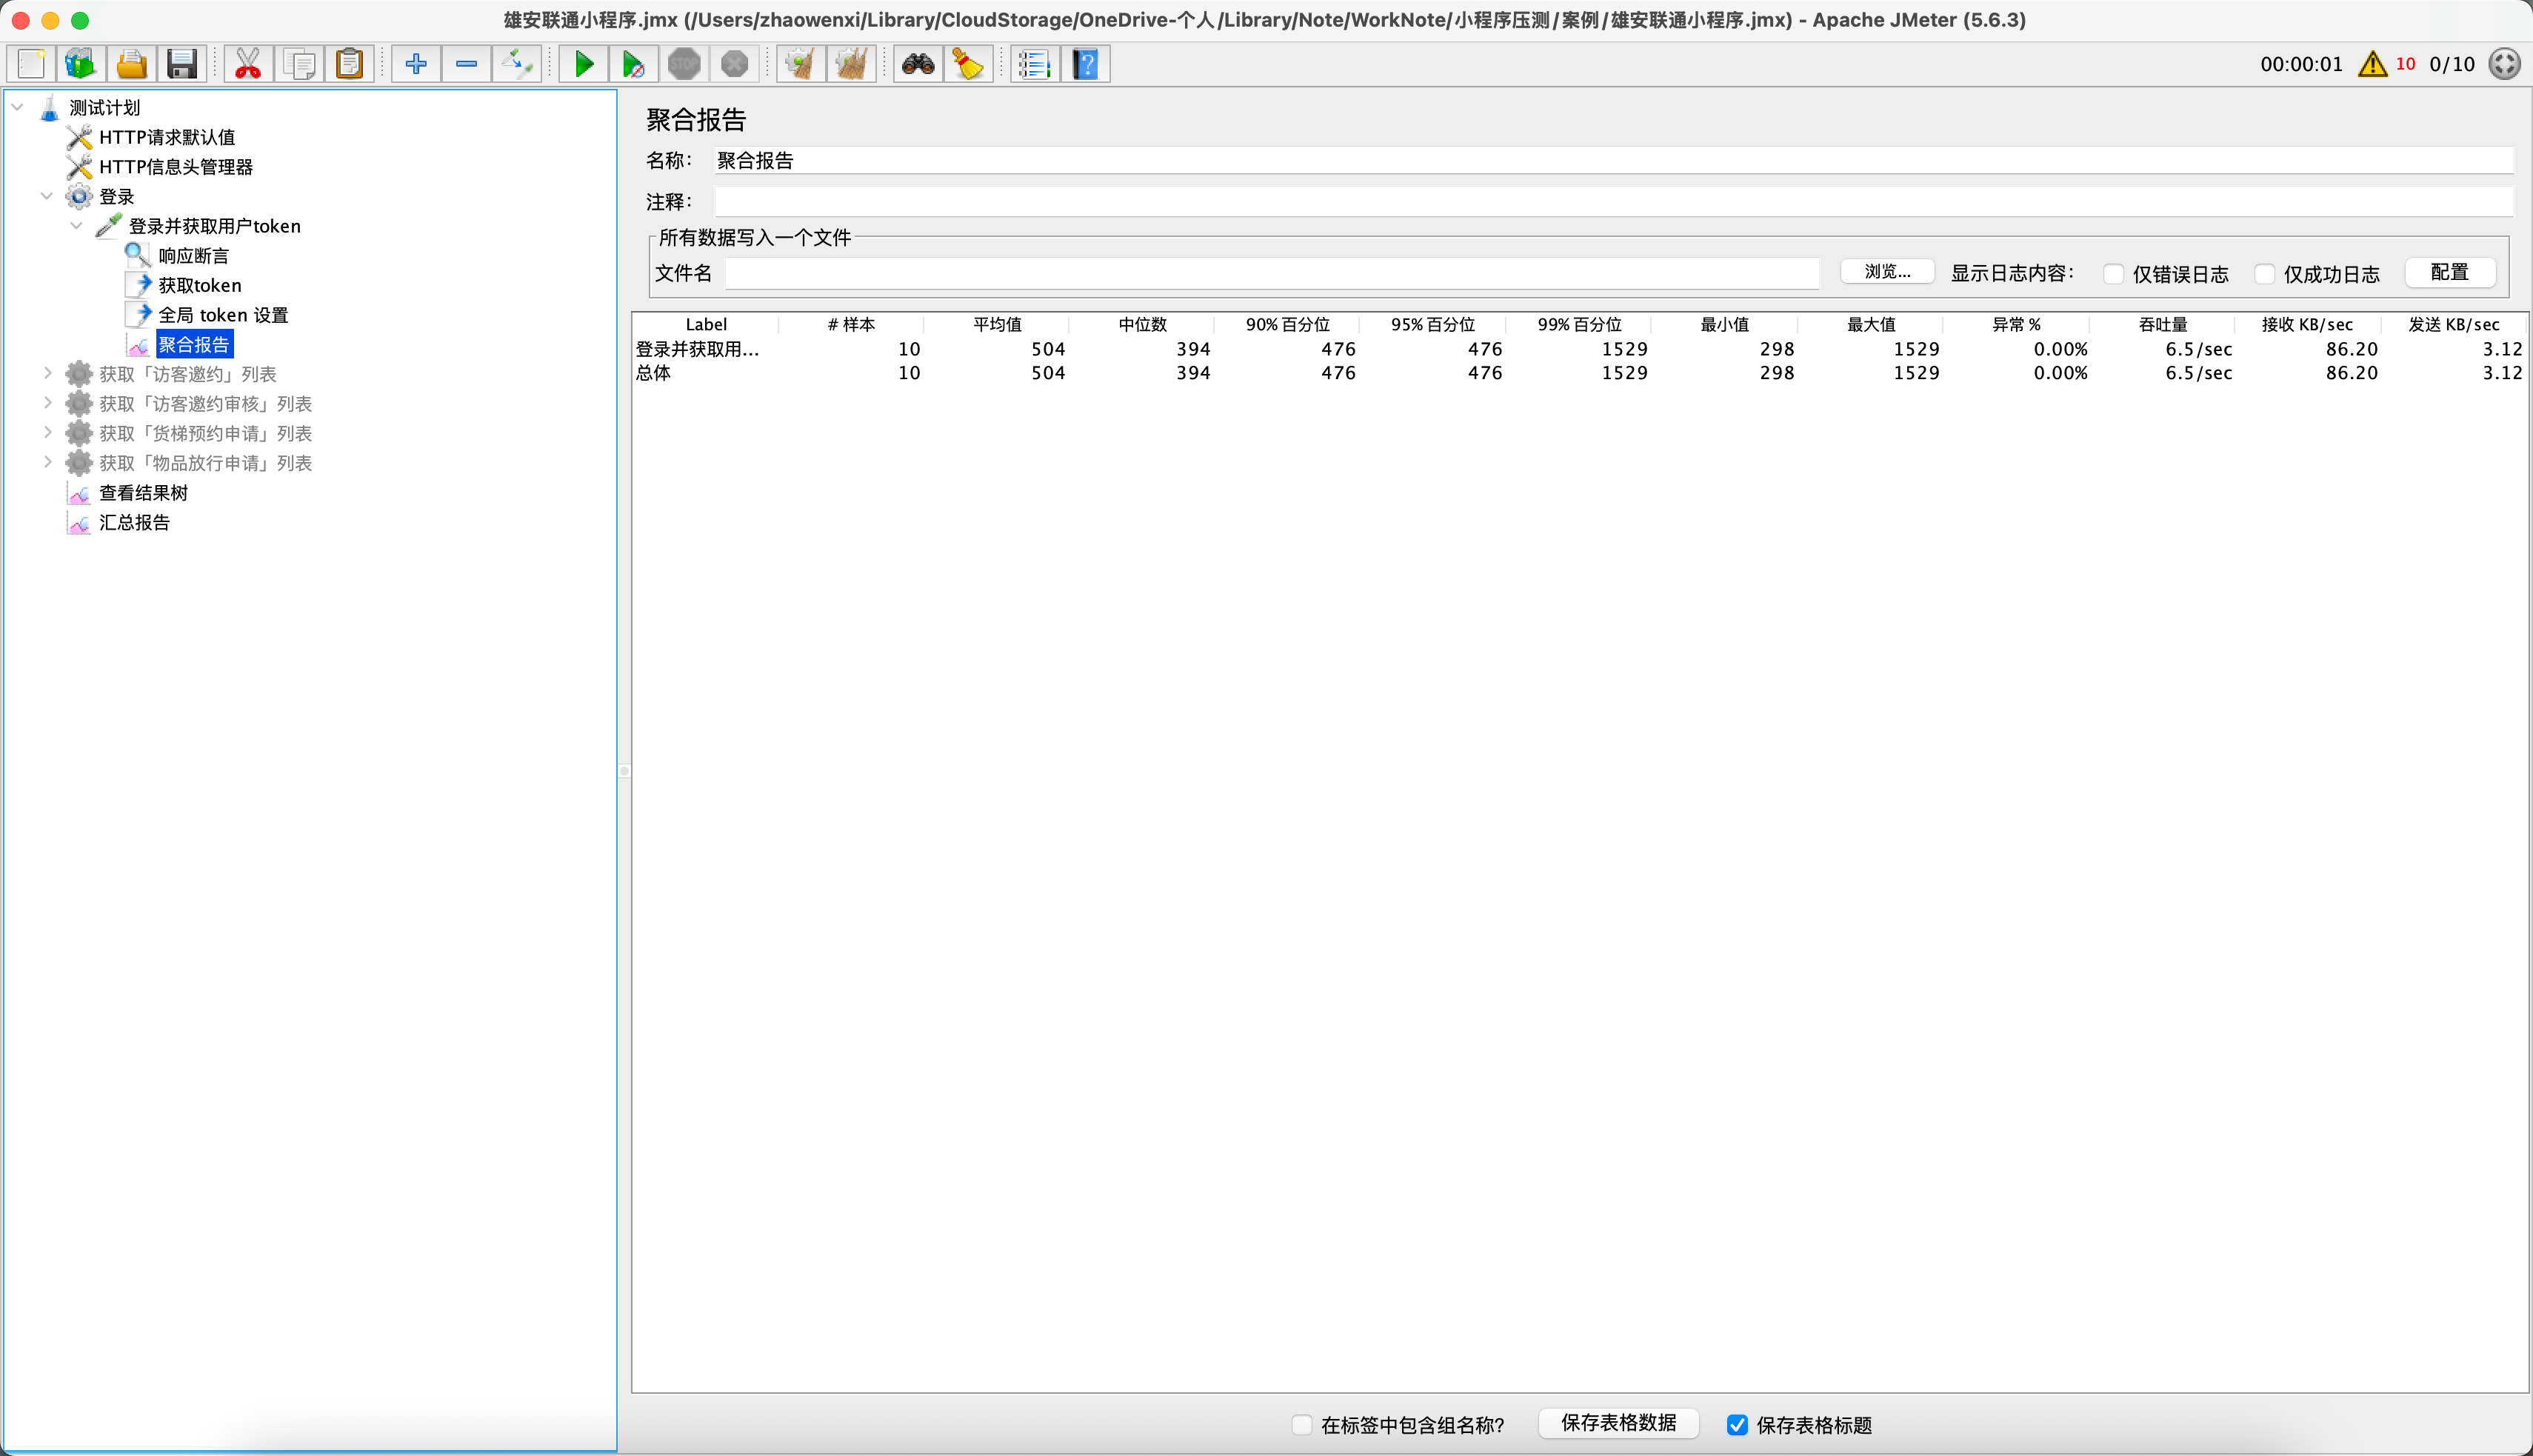 雄安联通小程序.jmx (/Users/zhaowenxi/Library/CloudStorage/OneDrive-个人/Library/Note/WorkNote/小程序压测/案例/雄安联通小程序.jmx) - Apache JMeter (5.6.3)
STOP
00:00:01 10 0/10
测试计划
HTTP请求默认值
HTTP信息头管理器
登录
登录并获取用户token
响应断言
获取token
全局 token 设置
聚合报告
获取「访客邀约」列表
获取「访客邀约审核」列表
获取「货梯预约申请」列表
获取「物品放行申请」列表
查看结果树
汇总报告
聚合报告
名称： 聚合报告
注释：
所有数据写入一个文件
文件名 浏览... 显示日志内容： 仅错误日志 仅成功日志 配置
Label # 样本 平均值 中位数 90% 百分位 95% 百分位 99% 百分位 最小值 最大值 异常 % 吞吐量 接收 KB/sec 发送 KB/sec
登录并获取用... 10 504 394 476 476 1529 298 1529 0.00% 6.5/sec 86.20 3.12
总体 10 504 394 476 476 1529 298 1529 0.00% 6.5/sec 86.20 3.12
在标签中包含组名称? 保存表格数据 保存表格标题